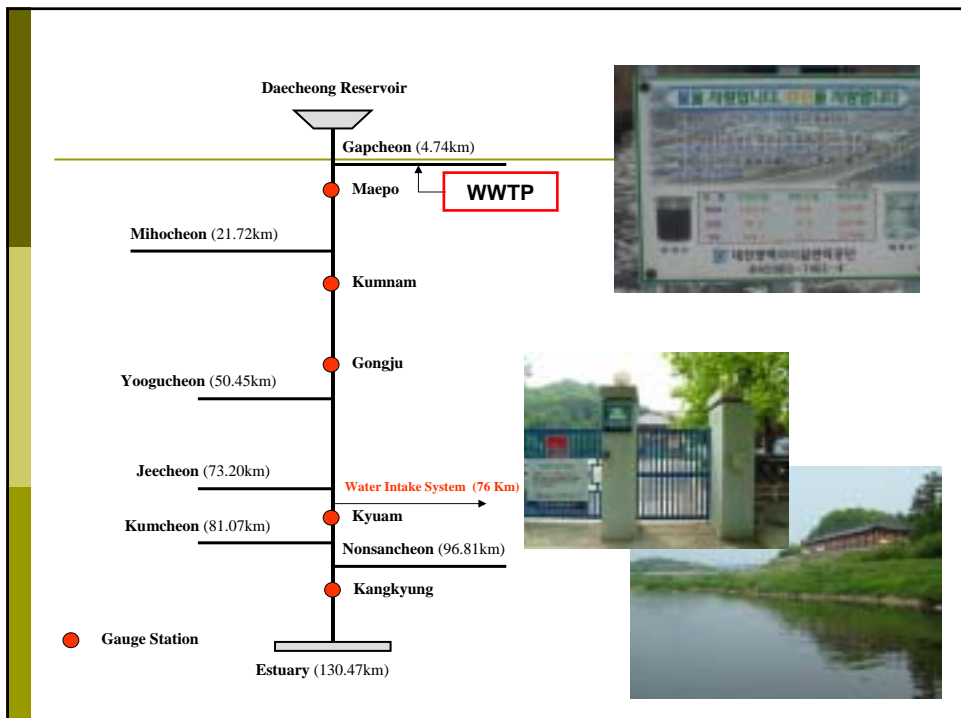 Daecheong Reservoir
Gapcheon (4.74km)
Maepo
WWTP
Mihocheon (21.72km)
Kumnam
Gongju
Yoogucheon (50.45km)
Jeecheon (73.20km)
Water Intake System (76 Km)
Kyuam
Kumcheon (81.07km)
Nonsancheon (96.81km)
Kangkyung
Gauge Station
Estuary (130.47km)